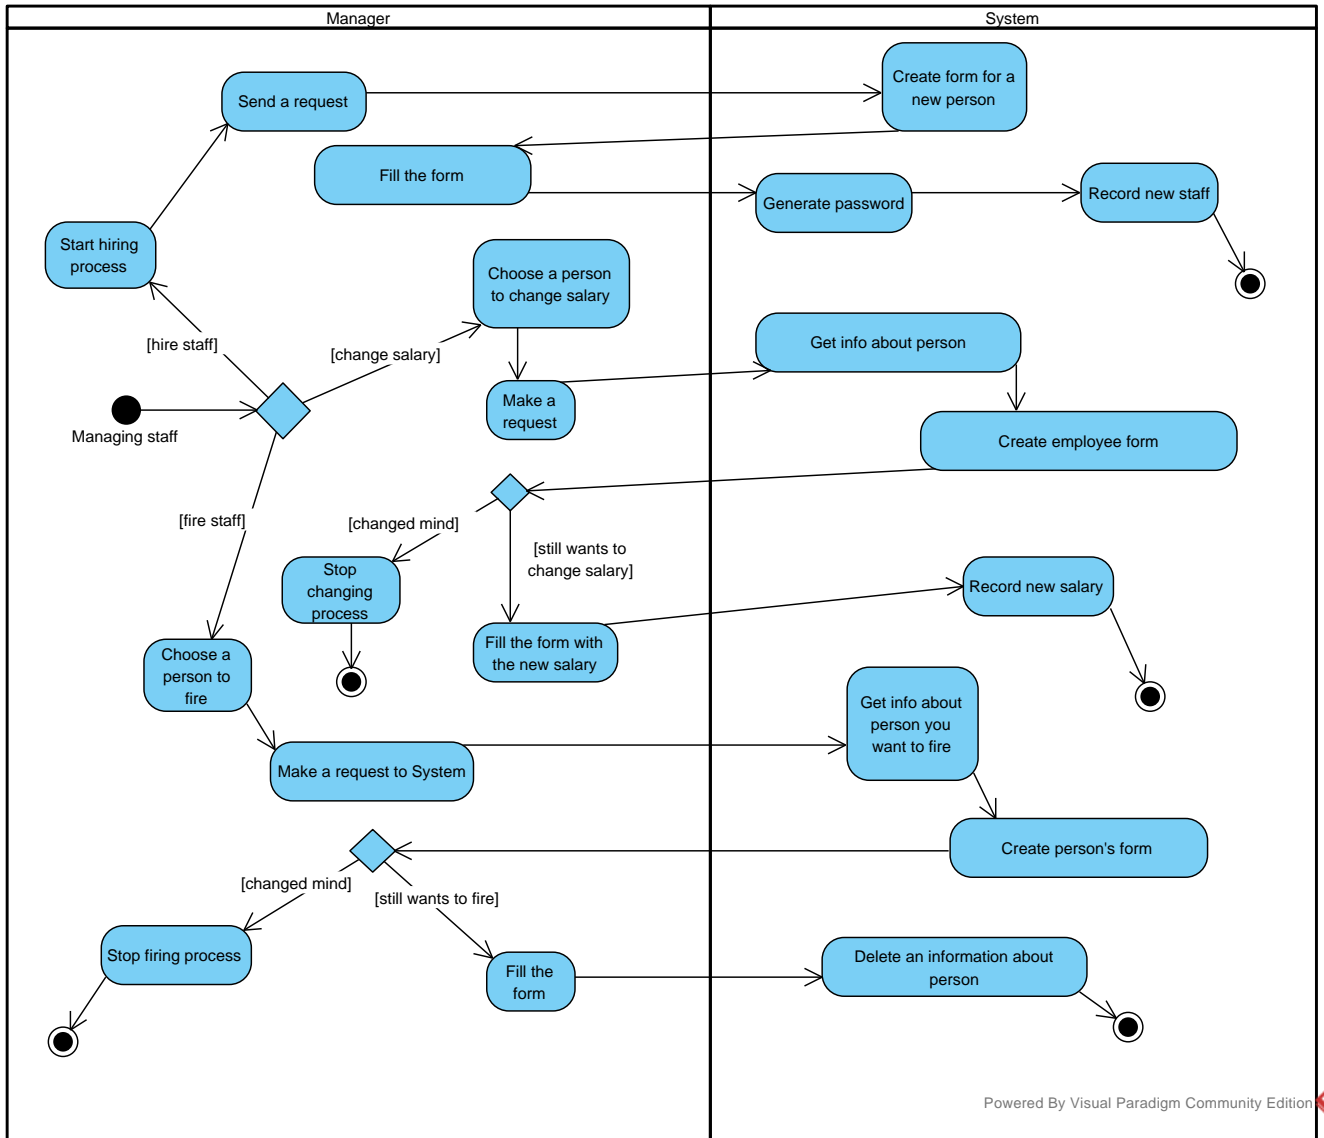 Manager
System
Send a request
Create form for a
new person
Fill the form
Generate password
Record new staff
Start hiring
process
Choose a person
to change salary
[hire staff]
[change salary]
Get info about person
Make a
request
Managing staff
Create employee form
[fire staff]
[changed mind]
[still wants to
change salary]
Stop
changing
process
Record new salary
Fill the form with
the new salary
Choose a
person to
fire
Get info about
person you
want to fire
Make a request to System
Create person's form
[changed mind]
[still wants to fire]
Stop firing process
Fill the
form
Delete an information about
person
Powered By Visual Paradigm Community Edition